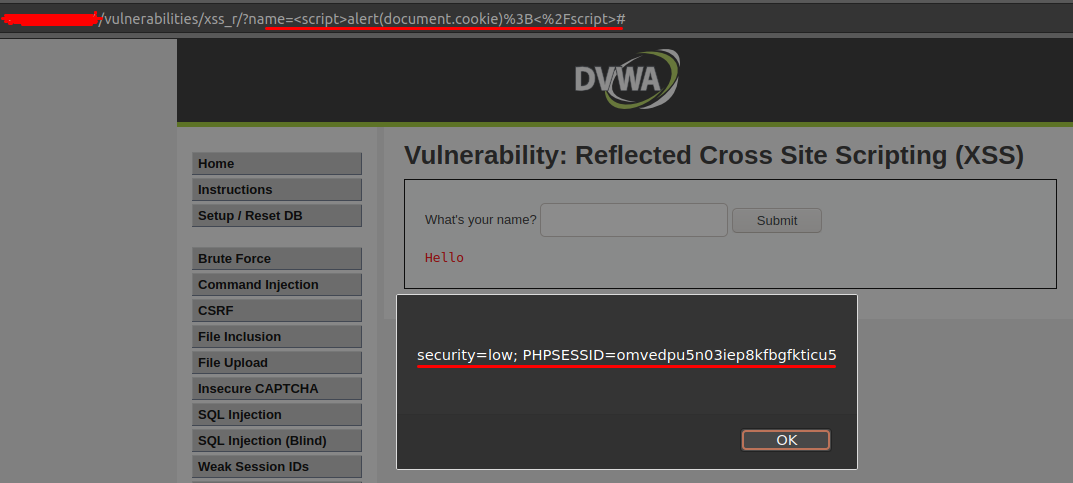 /vulnerabilities/xss_r/?name=<script>alert(document.cookie)%3B<%2Fscript>#
DVWA
Home
Instructions
Setup / Reset DB
Brute Force
Command Injection
CSRF
File Inclusion
File Upload
Insecure CAPTCHA
SQL Injection
SQL Injection (Blind)
Weak Session IDs
Vulnerability: Reflected Cross Site Scripting (XSS)
What's your name? Submit
Hello
security=low; PHPSESSID=omvedpu5n03iep8kfbgfkticu5
OK